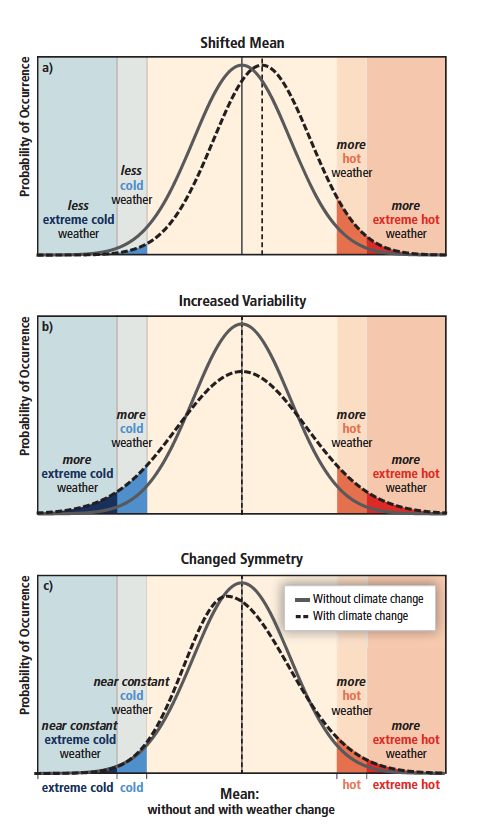 Shifted Mean
Probability of Occurrence
a)
less
cold
weather
less
extreme cold
weather
more
hot
weather
more
extreme hot
weather
Increased Variability
Probability of Occurrence
b)
more
cold
weather
more
extreme cold
weather
more
hot
weather
more
extreme hot
weather
Changed Symmetry
Probability of Occurrence
c)
Without climate change
With climate change
near constant
cold
weather
near constant
extreme cold
weather
more
hot
weather
more
extreme hot
weather
extreme cold cold
hot extreme hot
Mean:
without and with weather change